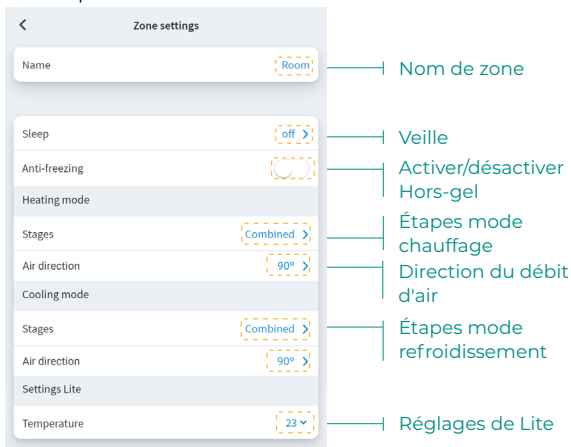 Zone settings
Name Room Nom de zone
Sleep off Veille
Anti-freezing Activer/désactiver
Hors-gel
Heating mode
Stages Combined Étapes mode
chauffage
Air direction 90° Direction du débit
d'air
Cooling mode
Stages Combined Étapes mode
refroidissement
Air direction 90°
Settings Lite
Temperature 23 Réglages de Lite